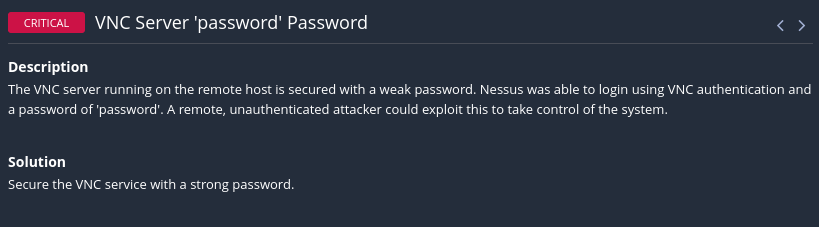 CRITICAL VNC Server 'password' Password
Description
The VNC server running on the remote host is secured with a weak password. Nessus was able to login using VNC authentication and
a password of 'password'. A remote, unauthenticated attacker could exploit this to take control of the system.
Solution
Secure the VNC service with a strong password.